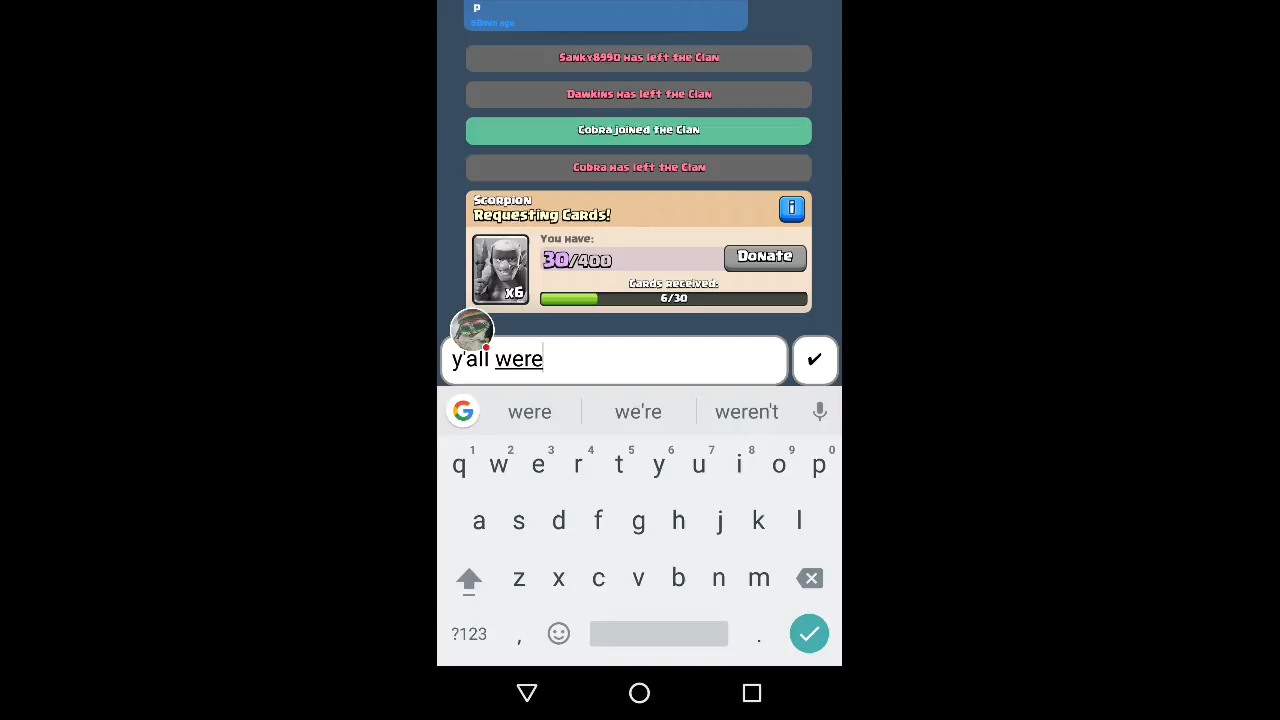 p
55min ago
Sanky8990 has left the Clan
Dawkins has left the Clan
Cobra joined the Clan
Cobra has left the Clan
Scorpion
Requesting Cards!
i
You have:
30/400
Donate
x6
Cards received:
6/30
y'all were
were we're weren't
1 2 3 4 5 6 7 8 9 0
q w e r t y u i o p
a s d f g h j k l
z x c v b n m
?123 , .